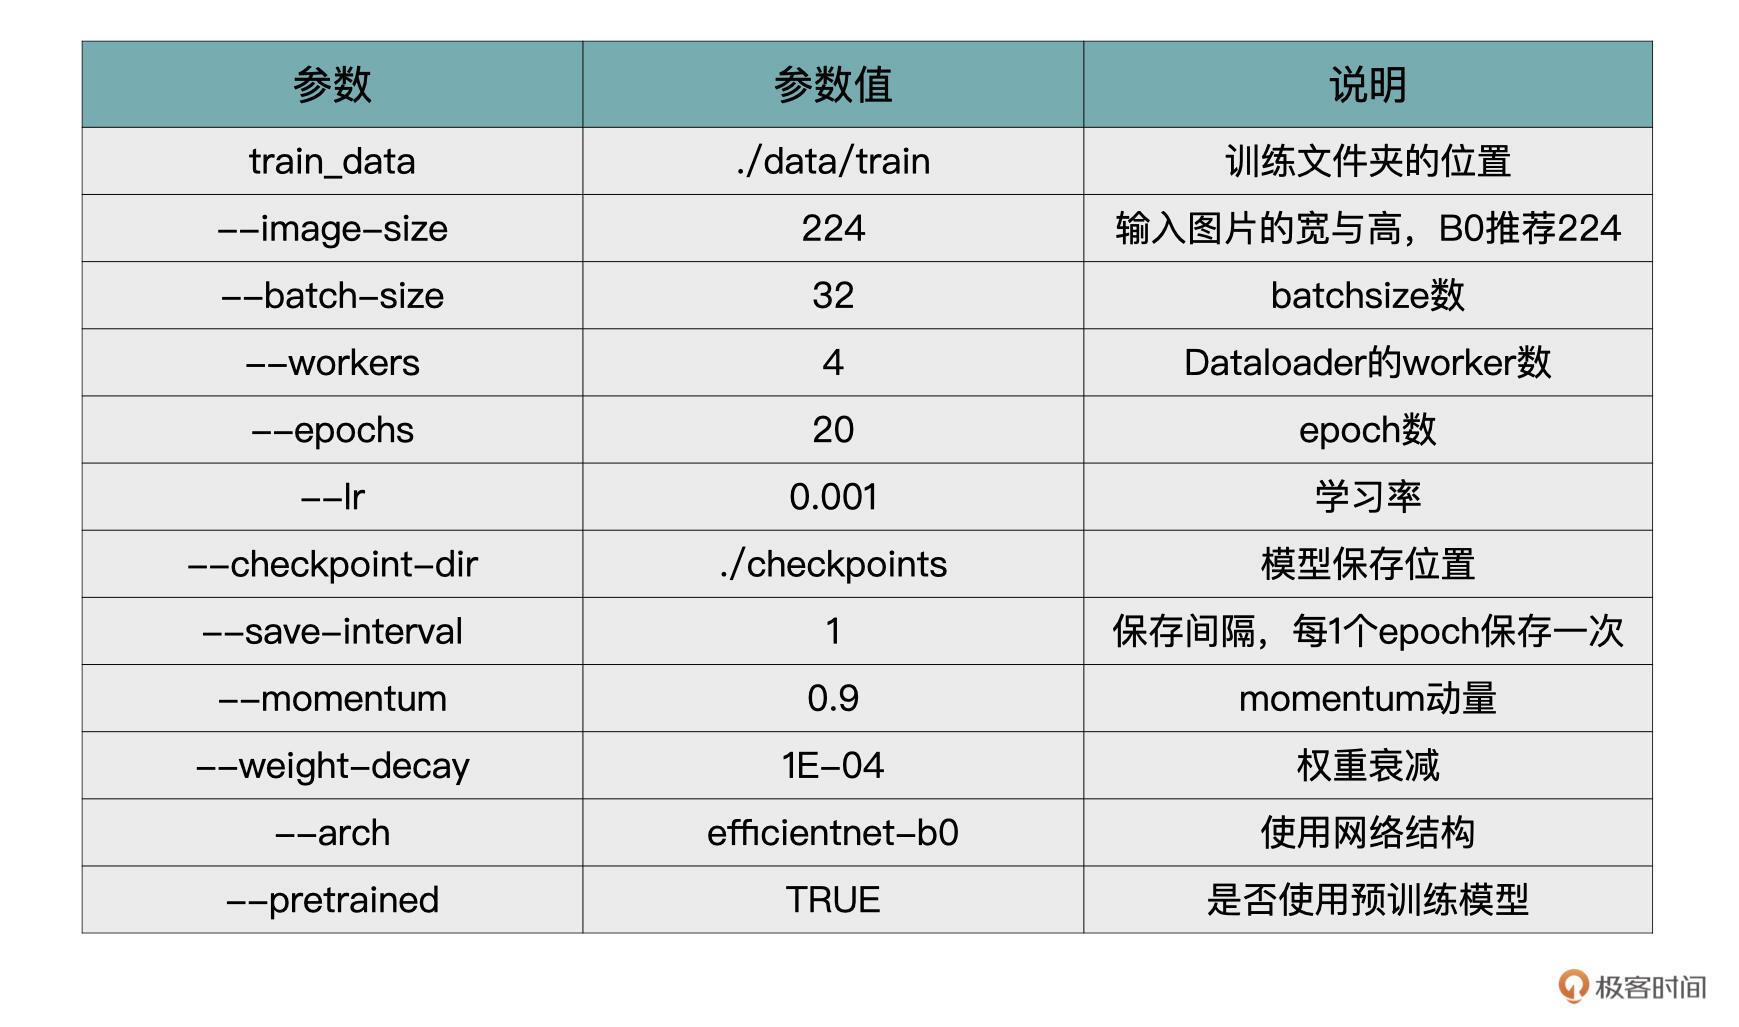 参数 参数值 说明
train_data ./data/train 训练文件夹的位置
--image-size 224 输入图片的宽与高，B0推荐224
--batch-size 32 batchsize数
--workers 4 Dataloader的worker数
--epochs 20 epoch数
--lr 0.001 学习率
--checkpoint-dir ./checkpoints 模型保存位置
--save-interval 1 保存间隔，每1个epoch保存一次
--momentum 0.9 momentum动量
--weight-decay 1E-04 权重衰减
--arch efficientnet-b0 使用网络结构
--pretrained TRUE 是否使用预训练模型
极客时间